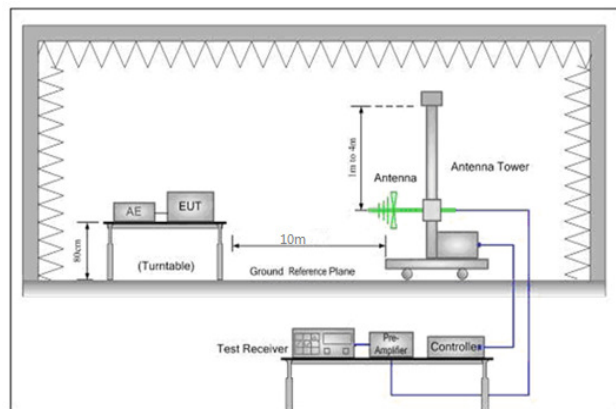 1m to 4m
Antenna
Antenna Tower
AE
EUT
80cm
(Turntable)
10m
Ground Reference Plane
Test Receiver
Pre-
Amplifier
Controller